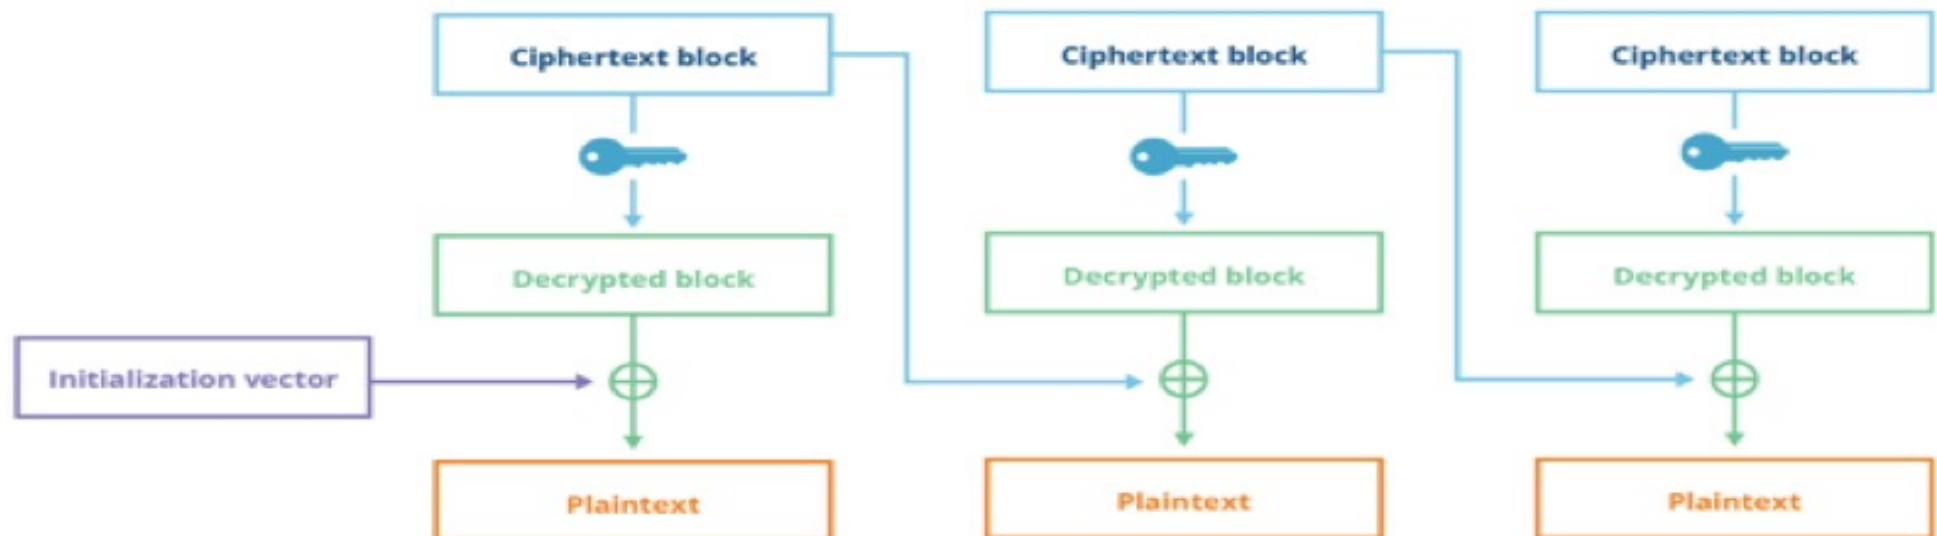 Ciphertext block
Ciphertext block
Ciphertext block
Decrypted block
Decrypted block
Decrypted block
Initialization vector
Plaintext
Plaintext
Plaintext